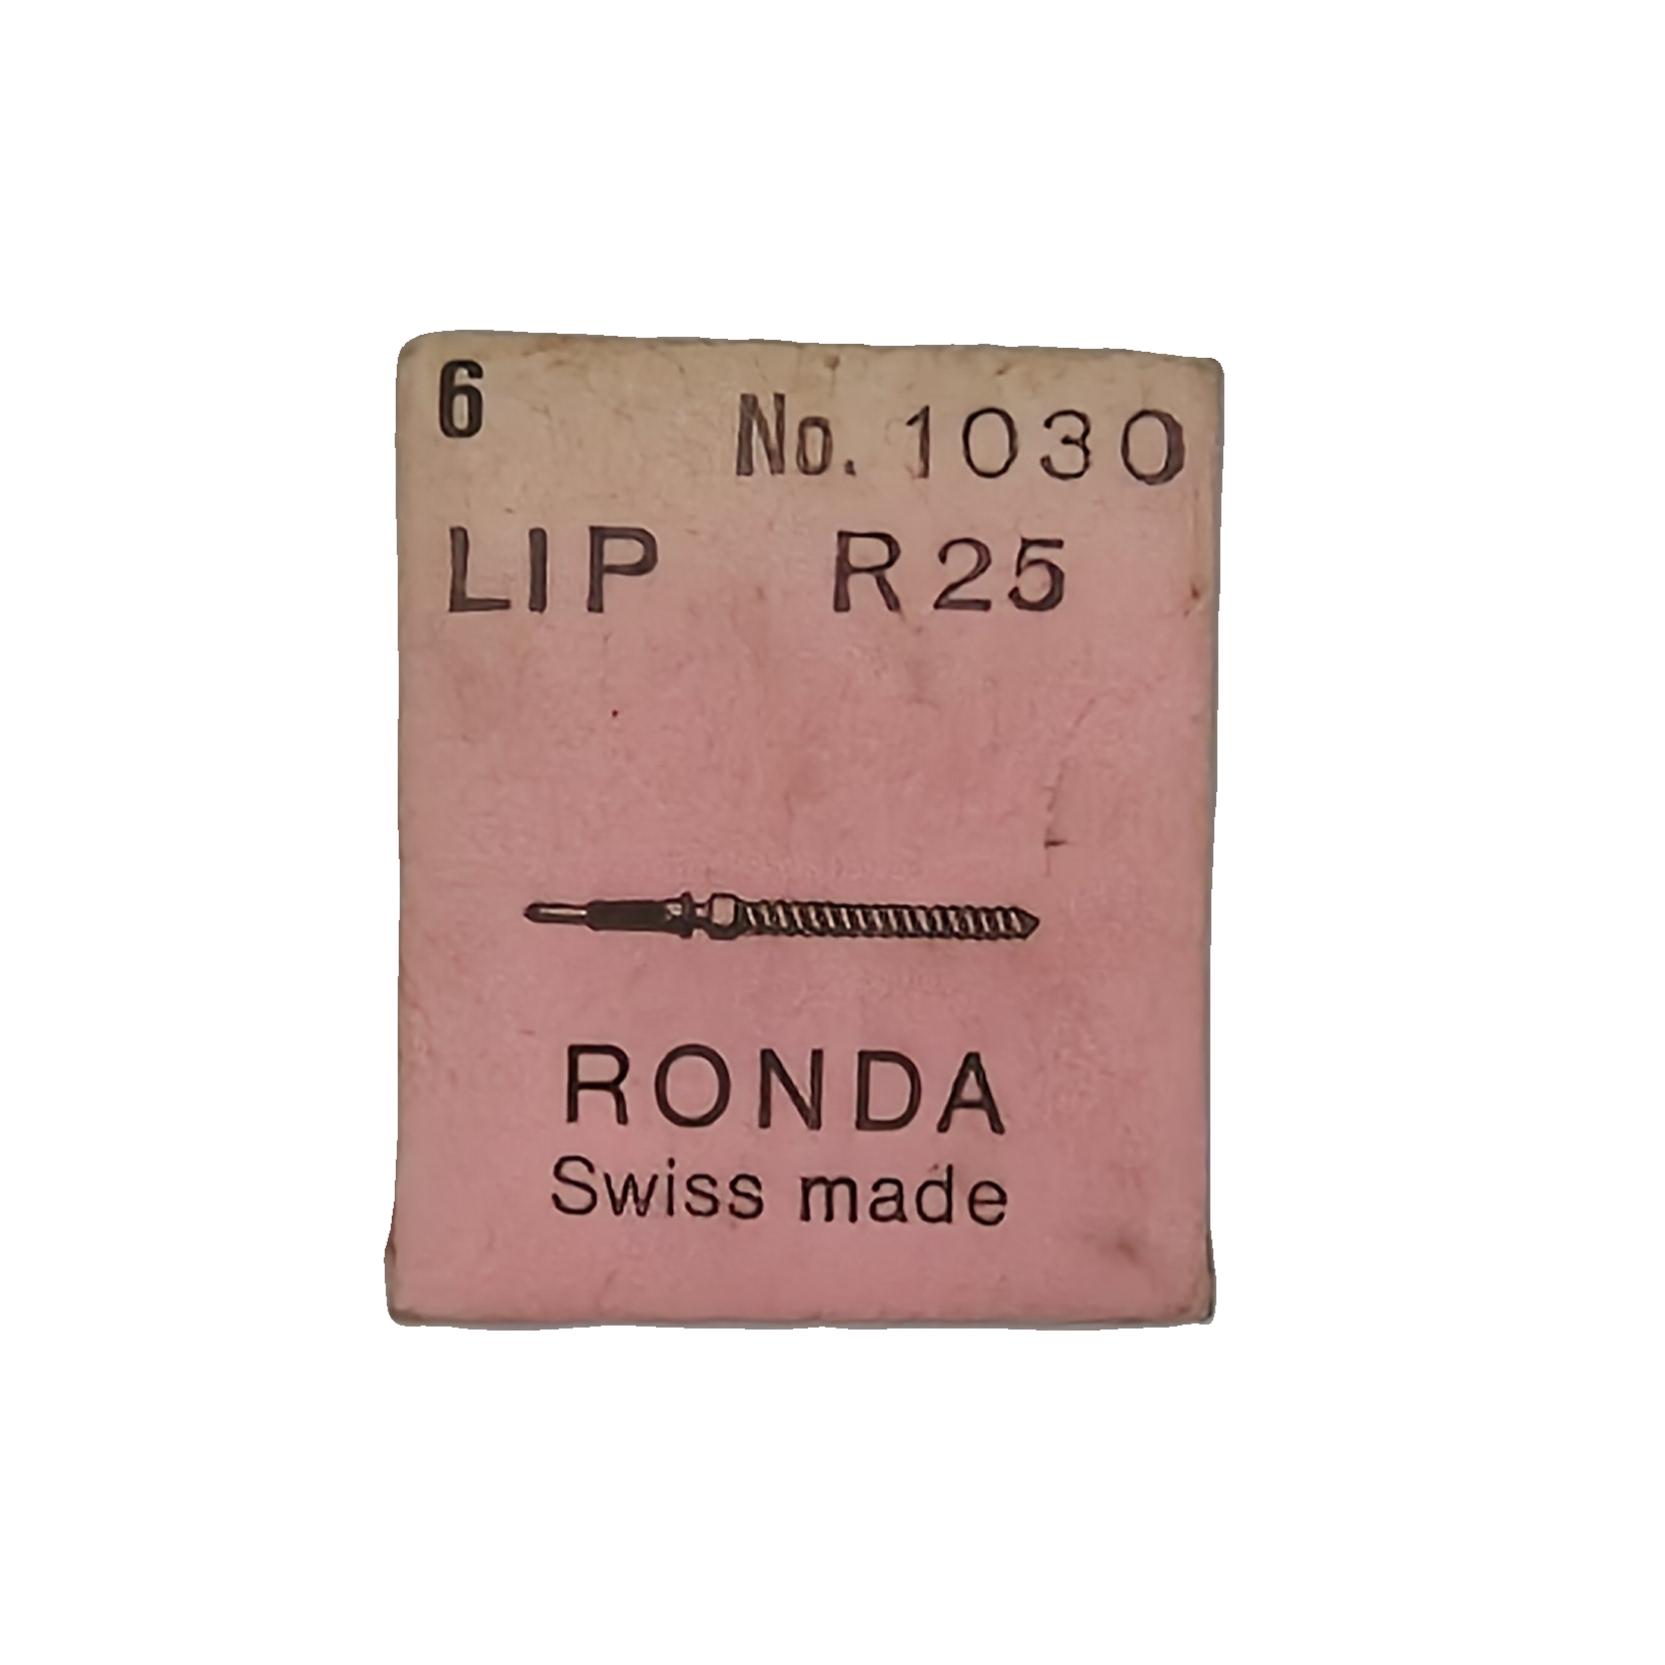 6 No. 1030
LIP R25
RONDA
Swiss made